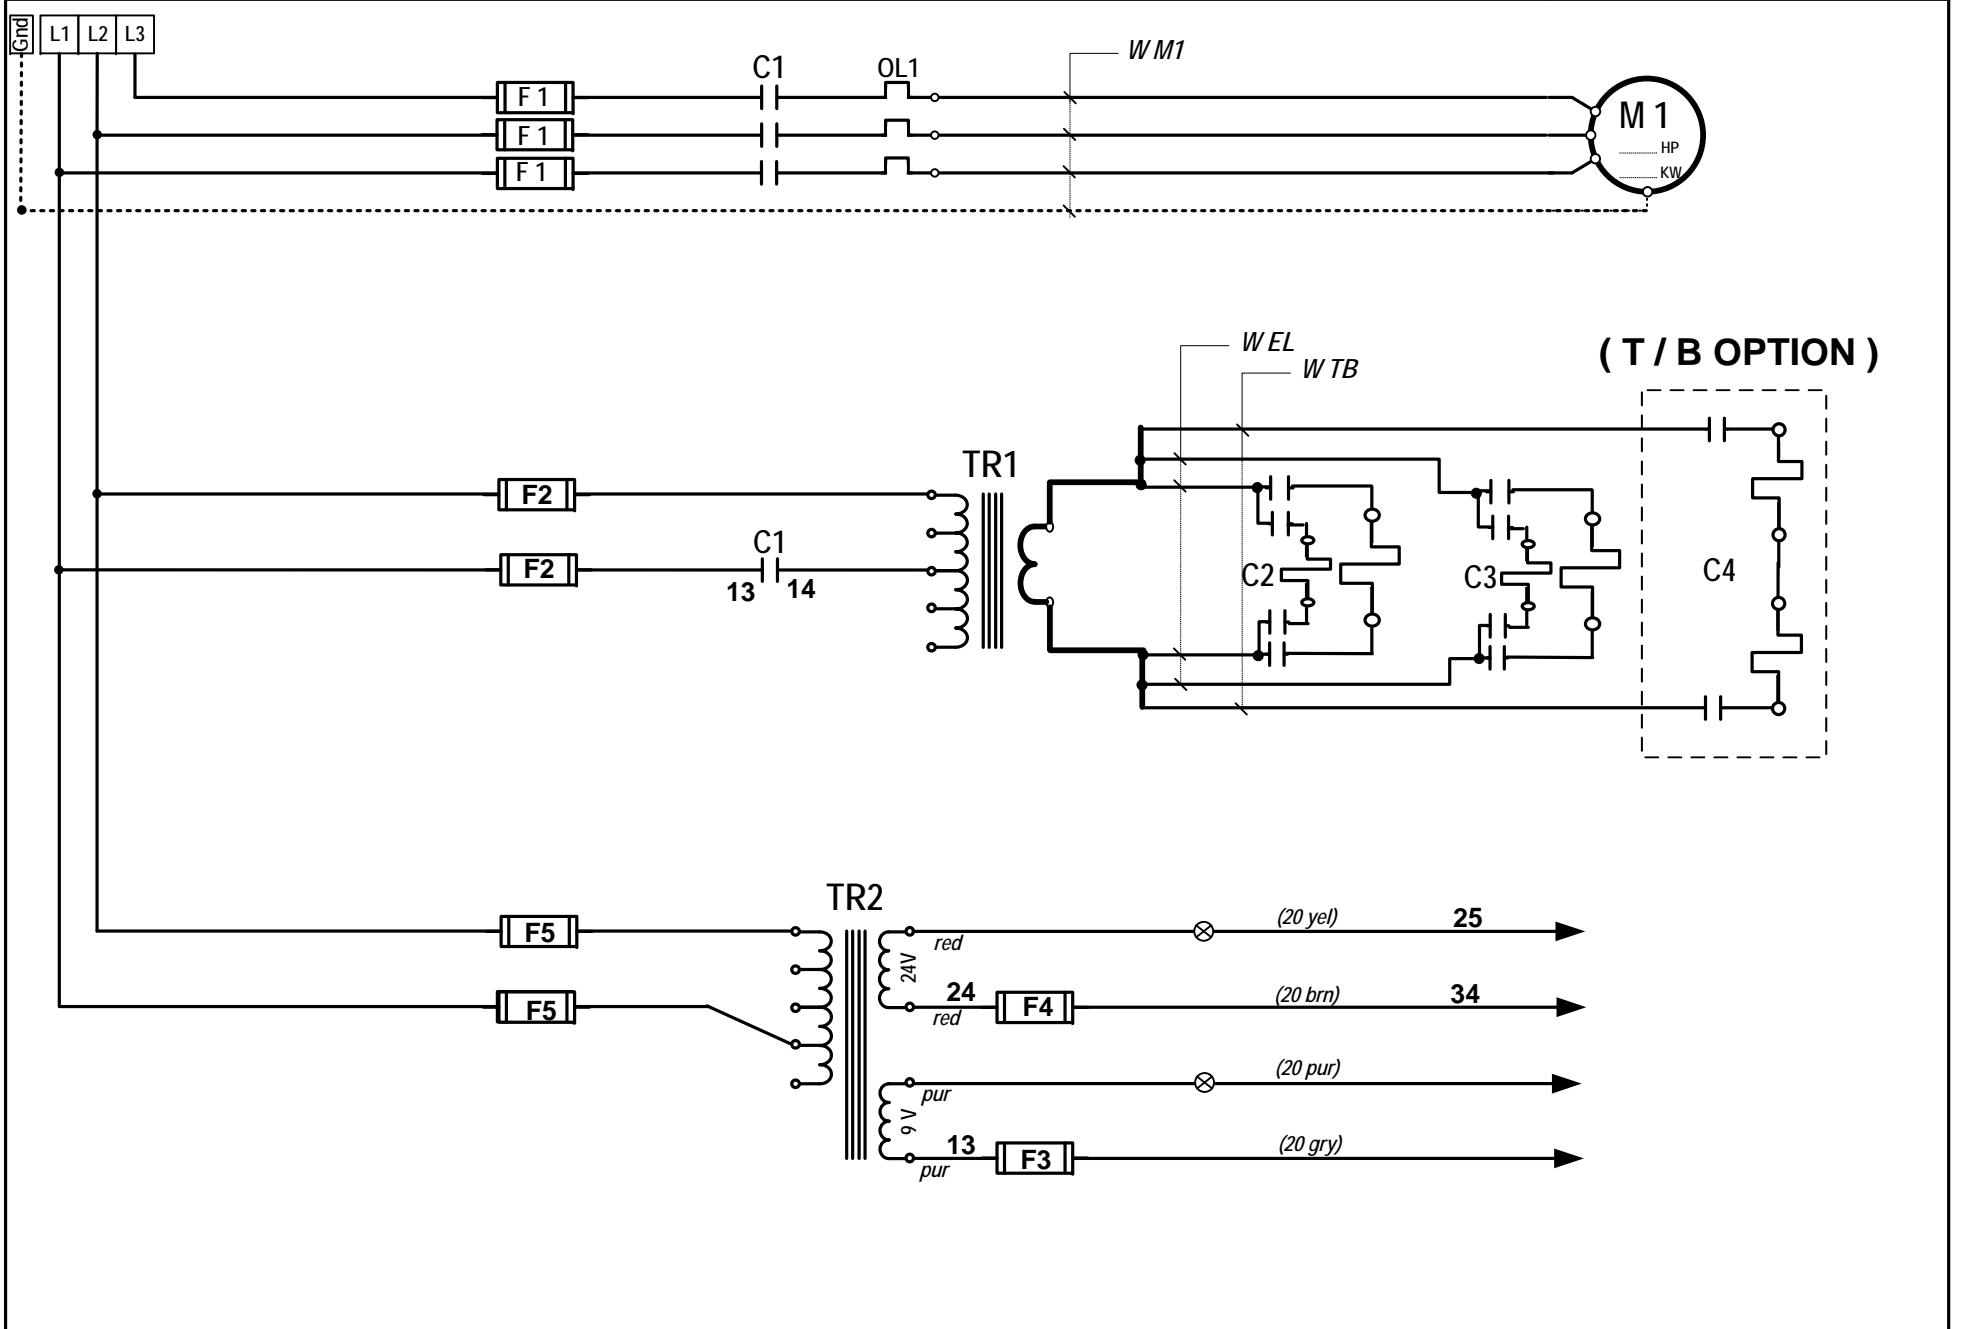 Gnd L1 L2 L3
W M1
C1 OL1
F 1
M 1
F 1
HP
F 1
KW
W EL
( T / B OPTION )
W TB
TR1
F2
C1
F2
13 14
C2 C3 C4
TR2
F5 (20 yel) 25
red
24V
24 F4 (20 brn) 34
F5 red
(20 pur)
pur
9 V
13 F3 (20 gry)
pur